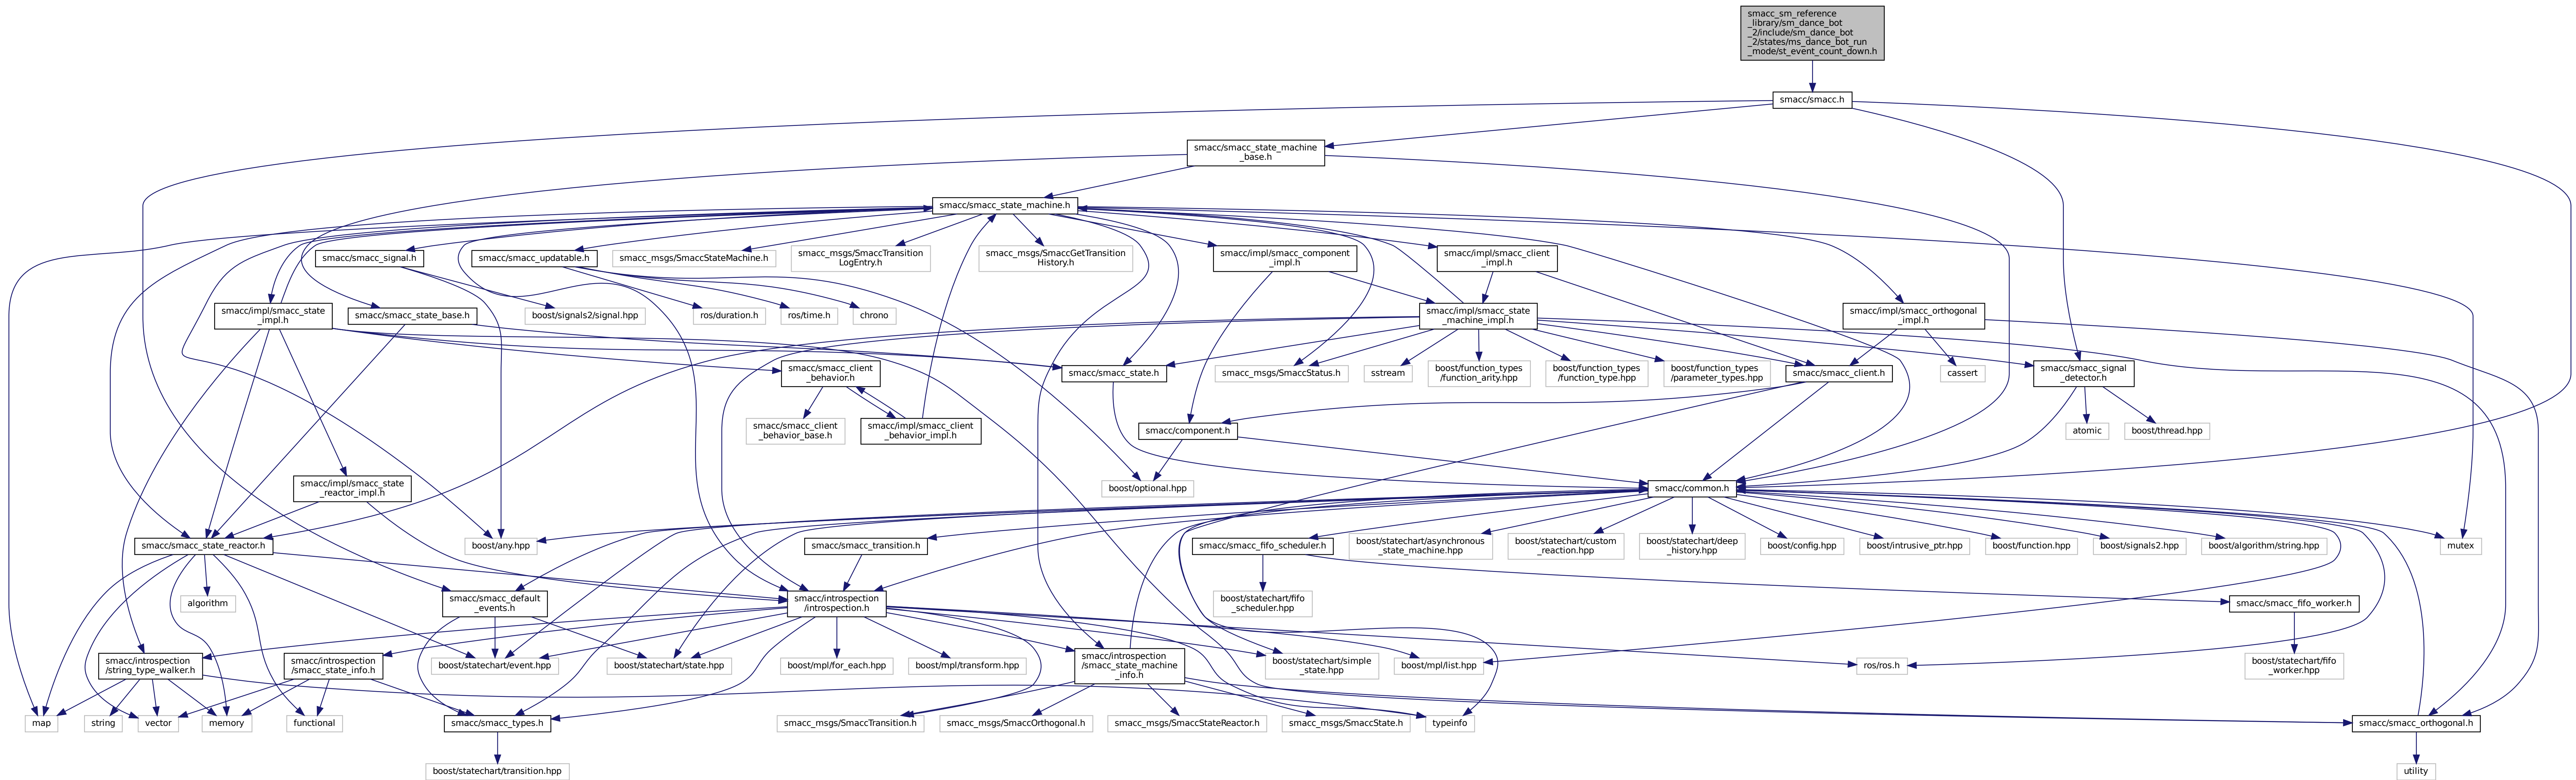 smacc_sm_reference
_library/sm_dance_bot
_2/include/sm_dance_bot
_2/states/ms_dance_bot_run
_mode/st_event_count_down.h
smacc/smacc.h
smacc/smacc_state_machine
_base.h
smacc/smacc_state_machine.h
smacc/smacc_signal.h
smacc/smacc_updatable.h
smacc_msgs/SmaccStateMachine.h
smacc_msgs/SmaccTransition
LogEntry.h
smacc_msgs/SmaccGetTransition
History.h
smacc/impl/smacc_component
_impl.h
smacc/impl/smacc_client
_impl.h
smacc/impl/smacc_state
_impl.h
smacc/smacc_state_base.h
boost/signals2/signal.hpp
ros/duration.h
ros/time.h
chrono
smacc/impl/smacc_state
_machine_impl.h
smacc/impl/smacc_orthogonal
_impl.h
smacc/smacc_client
_behavior.h
smacc/smacc_state.h
smacc_msgs/SmaccStatus.h
sstream
boost/function_types
/function_arity.hpp
boost/function_types
/function_type.hpp
boost/function_types
/parameter_types.hpp
smacc/smacc_client.h
cassert
smacc/smacc_signal
_detector.h
smacc/smacc_client
_behavior_base.h
smacc/impl/smacc_client
_behavior_impl.h
smacc/component.h
atomic
boost/thread.hpp
smacc/impl/smacc_state
_reactor_impl.h
boost/optional.hpp
smacc/common.h
smacc/smacc_state_reactor.h
boost/any.hpp
smacc/smacc_transition.h
smacc/smacc_fifo_scheduler.h
boost/statechart/asynchronous
_state_machine.hpp
boost/statechart/custom
_reaction.hpp
boost/statechart/deep
_history.hpp
boost/config.hpp
boost/intrusive_ptr.hpp
boost/function.hpp
boost/signals2.hpp
boost/algorithm/string.hpp
mutex
algorithm
smacc/smacc_default
_events.h
smacc/introspection
/introspection.h
boost/statechart/fifo
_scheduler.hpp
smacc/smacc_fifo_worker.h
smacc/introspection
/string_type_walker.h
smacc/introspection
/smacc_state_info.h
boost/statechart/event.hpp
boost/statechart/state.hpp
boost/mpl/for_each.hpp
boost/mpl/transform.hpp
smacc/introspection
/smacc_state_machine
_info.h
boost/statechart/simple
_state.hpp
boost/mpl/list.hpp
ros/ros.h
boost/statechart/fifo
_worker.hpp
map
string
vector
memory
functional
smacc/smacc_types.h
smacc_msgs/SmaccTransition.h
smacc_msgs/SmaccOrthogonal.h
smacc_msgs/SmaccStateReactor.h
smacc_msgs/SmaccState.h
typeinfo
smacc/smacc_orthogonal.h
boost/statechart/transition.hpp
utility